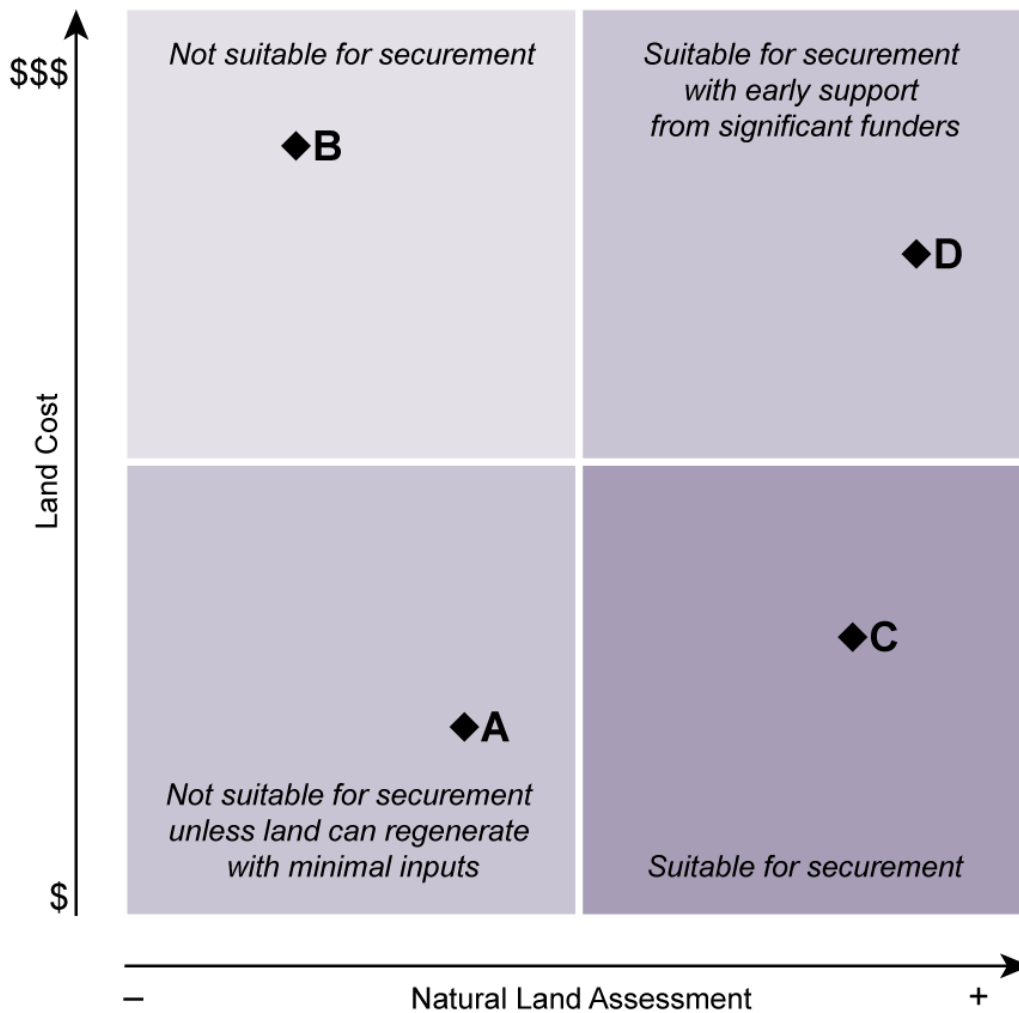 $$$
Not suitable for securement
Suitable for securement
with early support
from significant funders
B
D
Land Cost
C
A
Not suitable for securement
unless land can regenerate
with minimal inputs
Suitable for securement
$
– Natural Land Assessment +